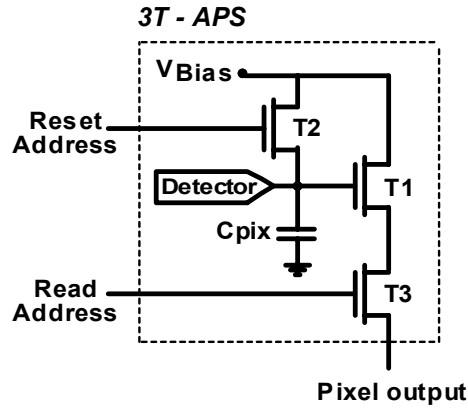 3T - APS
VBias
Reset
Address
T2
Detector
T1
Cpix
Read
Address
T3
Pixel output